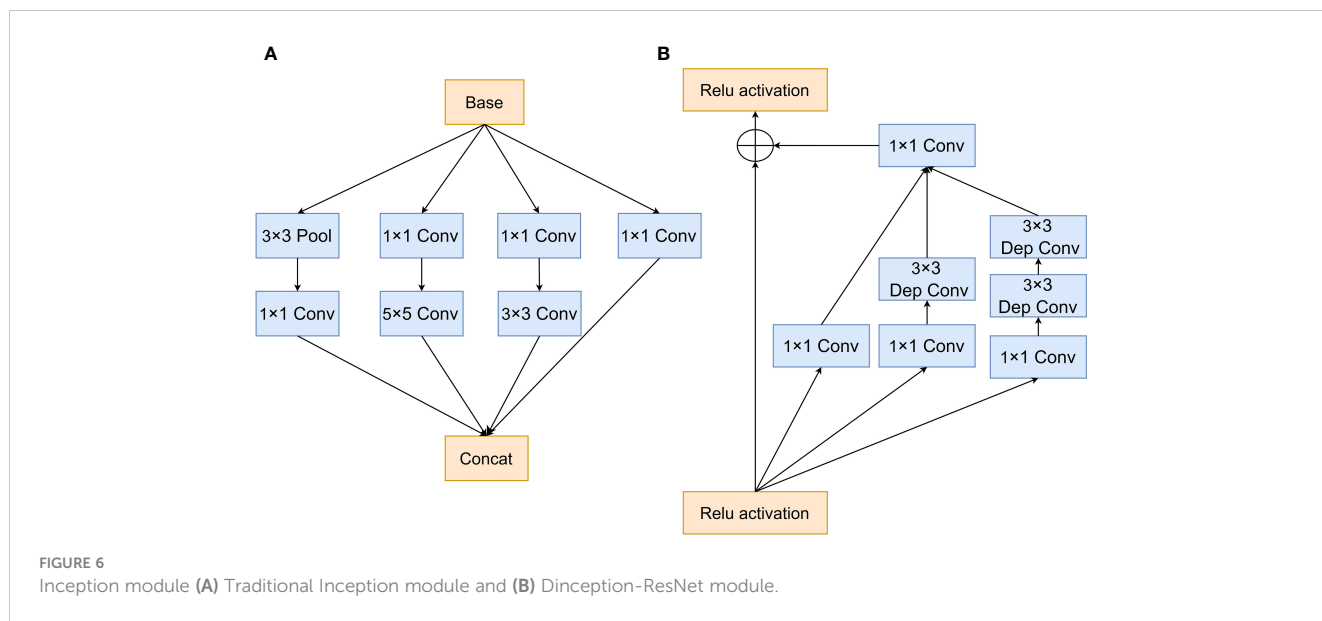 A
Base
3×3 Pool
1×1 Conv
1×1 Conv
1×1 Conv
1×1 Conv
5×5 Conv
3×3 Conv
Concat
B
Relu activation
1×1 Conv
3×3
Dep Conv
3×3
Dep Conv
3×3
Dep Conv
1×1 Conv
1×1 Conv
1×1 Conv
Relu activation
FIGURE 6
Inception module (A) Traditional Inception module and (B) Dinception-ResNet module.